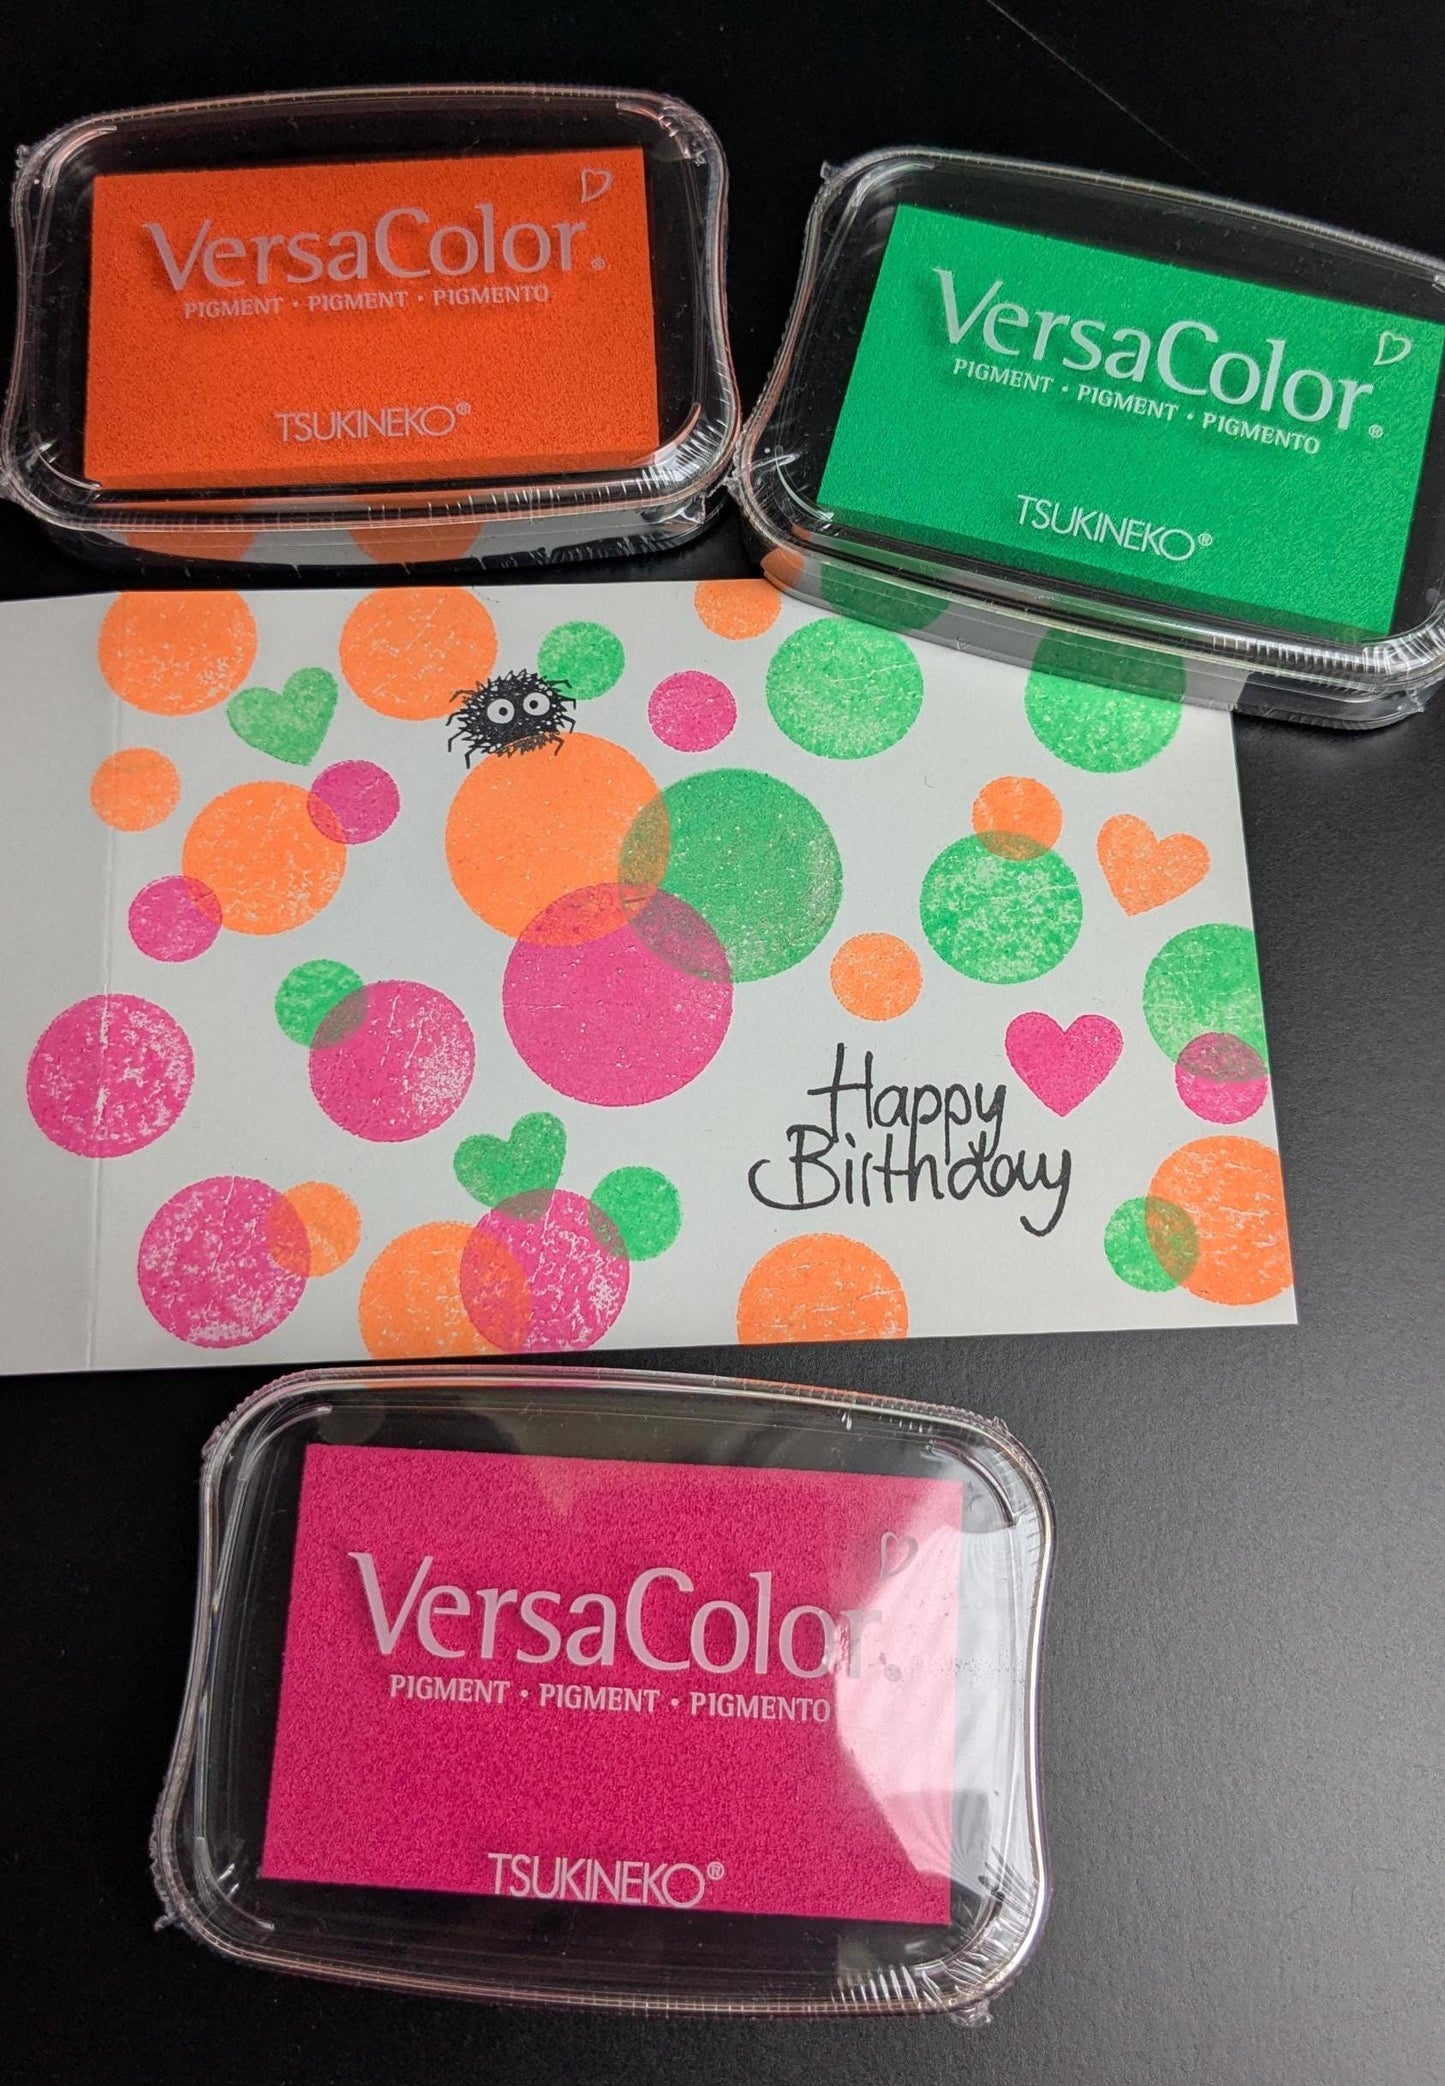 VersaColor®
PIGMENT · PIGMENT · PIGMENTO
TSUKINEKO®
VersaColor®
PIGMENT · PIGMENT · PIGMENTO
TSUKINEKO®
Happy
Birthday
VersaColor®
PIGMENT · PIGMENT · PIGMENTO
TSUKINEKO®